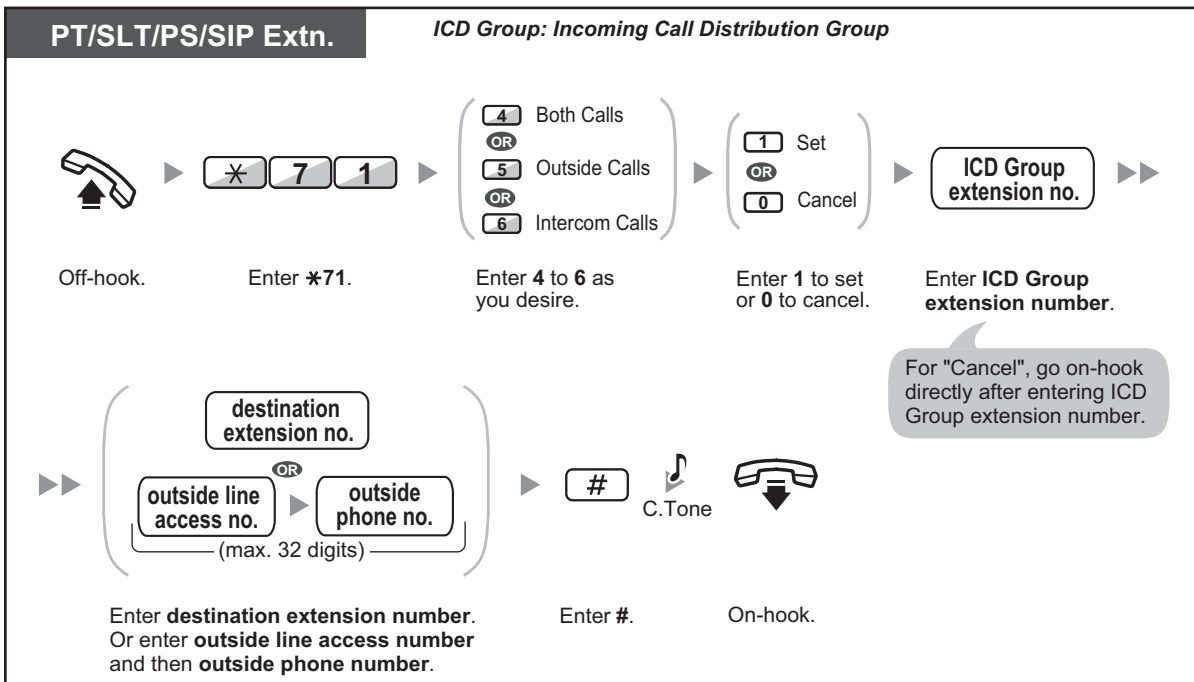 PT/SLT/PS/SIP Extn.
ICD Group: Incoming Call Distribution Group
Off-hook.
7 1
Enter 71.
4 Both Calls
OR
5 Outside Calls
OR
6 Intercom Calls
Enter 4 to 6 as
you desire.
1 Set
OR
0 Cancel
Enter 1 to set
or 0 to cancel.
ICD Group
extension no.
Enter ICD Group
extension number.
For "Cancel", go on-hook
directly after entering ICD
Group extension number.
destination
extension no.
OR
outside line
access no.
outside
phone no.
(max. 32 digits)
Enter destination extension number.
Or enter outside line access number
and then outside phone number.
#
Enter #.
C.Tone
On-hook.